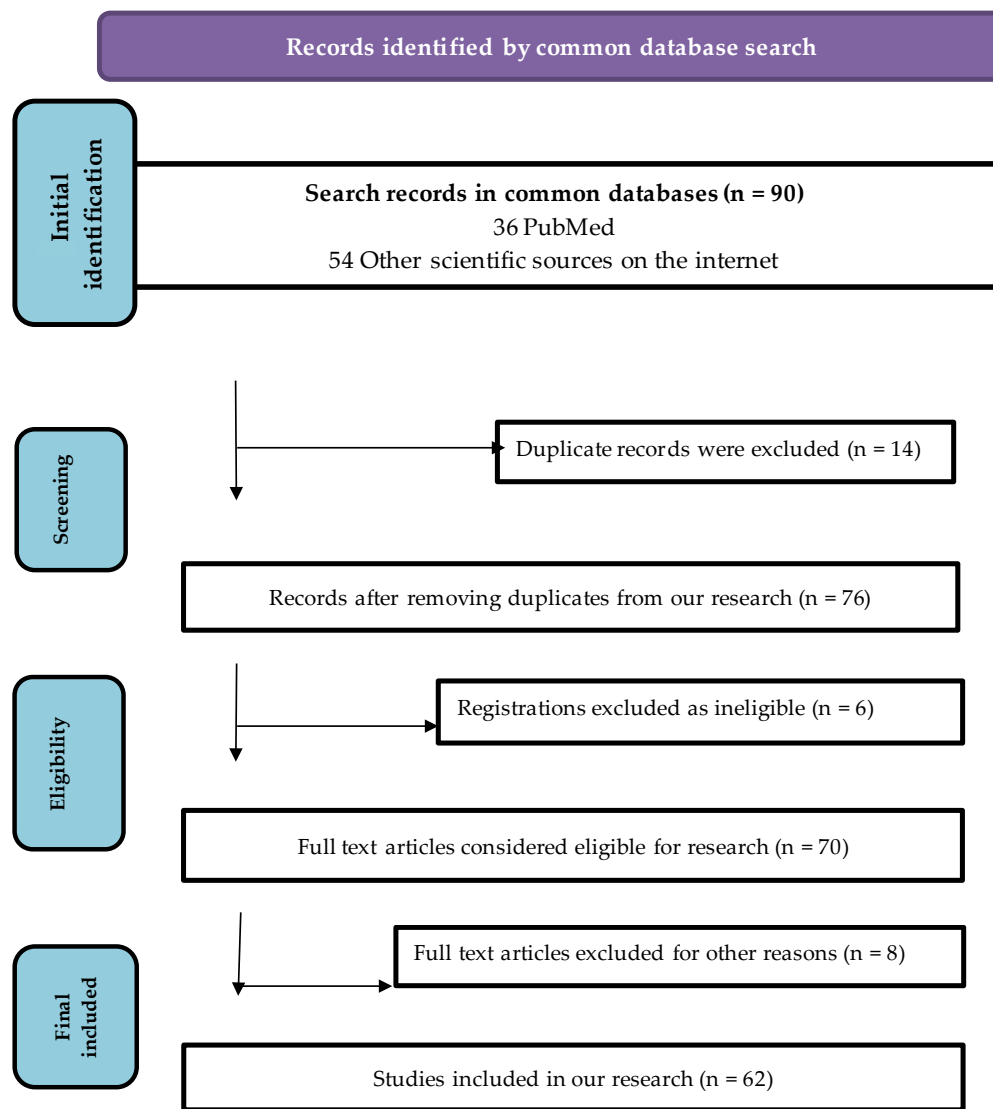 Records identified by common database search
Initial
identification
Search records in common databases (n = 90)
36 PubMed
54 Other scientific sources on the internet
Screening
Duplicate records were excluded (n = 14)
Records after removing duplicates from our research (n = 76)
Eligibility
Registrations excluded as ineligible (n = 6)
Full text articles considered eligible for research (n = 70)
Final
included
Full text articles excluded for other reasons (n = 8)
Studies included in our research (n = 62)